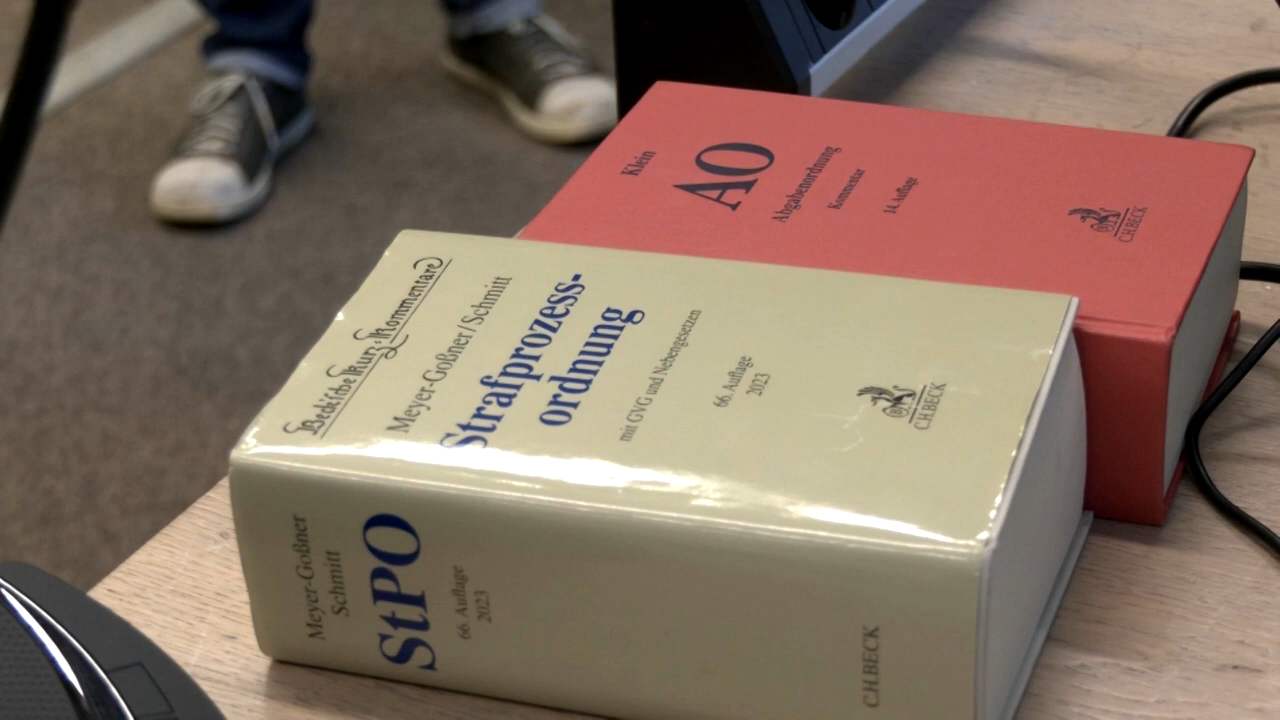 Klein
AO
Abgabenordnung
Kommentar
14. Auflage
C.H.BECK
Beck'sche Kurz-Kommentare
Meyer-Goßner/Schmitt
Strafprozess-
ordnung
mit GVG und Nebengesetzen
66. Auflage
2023
C.H.BECK
Meyer-Goßner
Schmitt
StPO
66. Auflage
2023
C.H.BECK